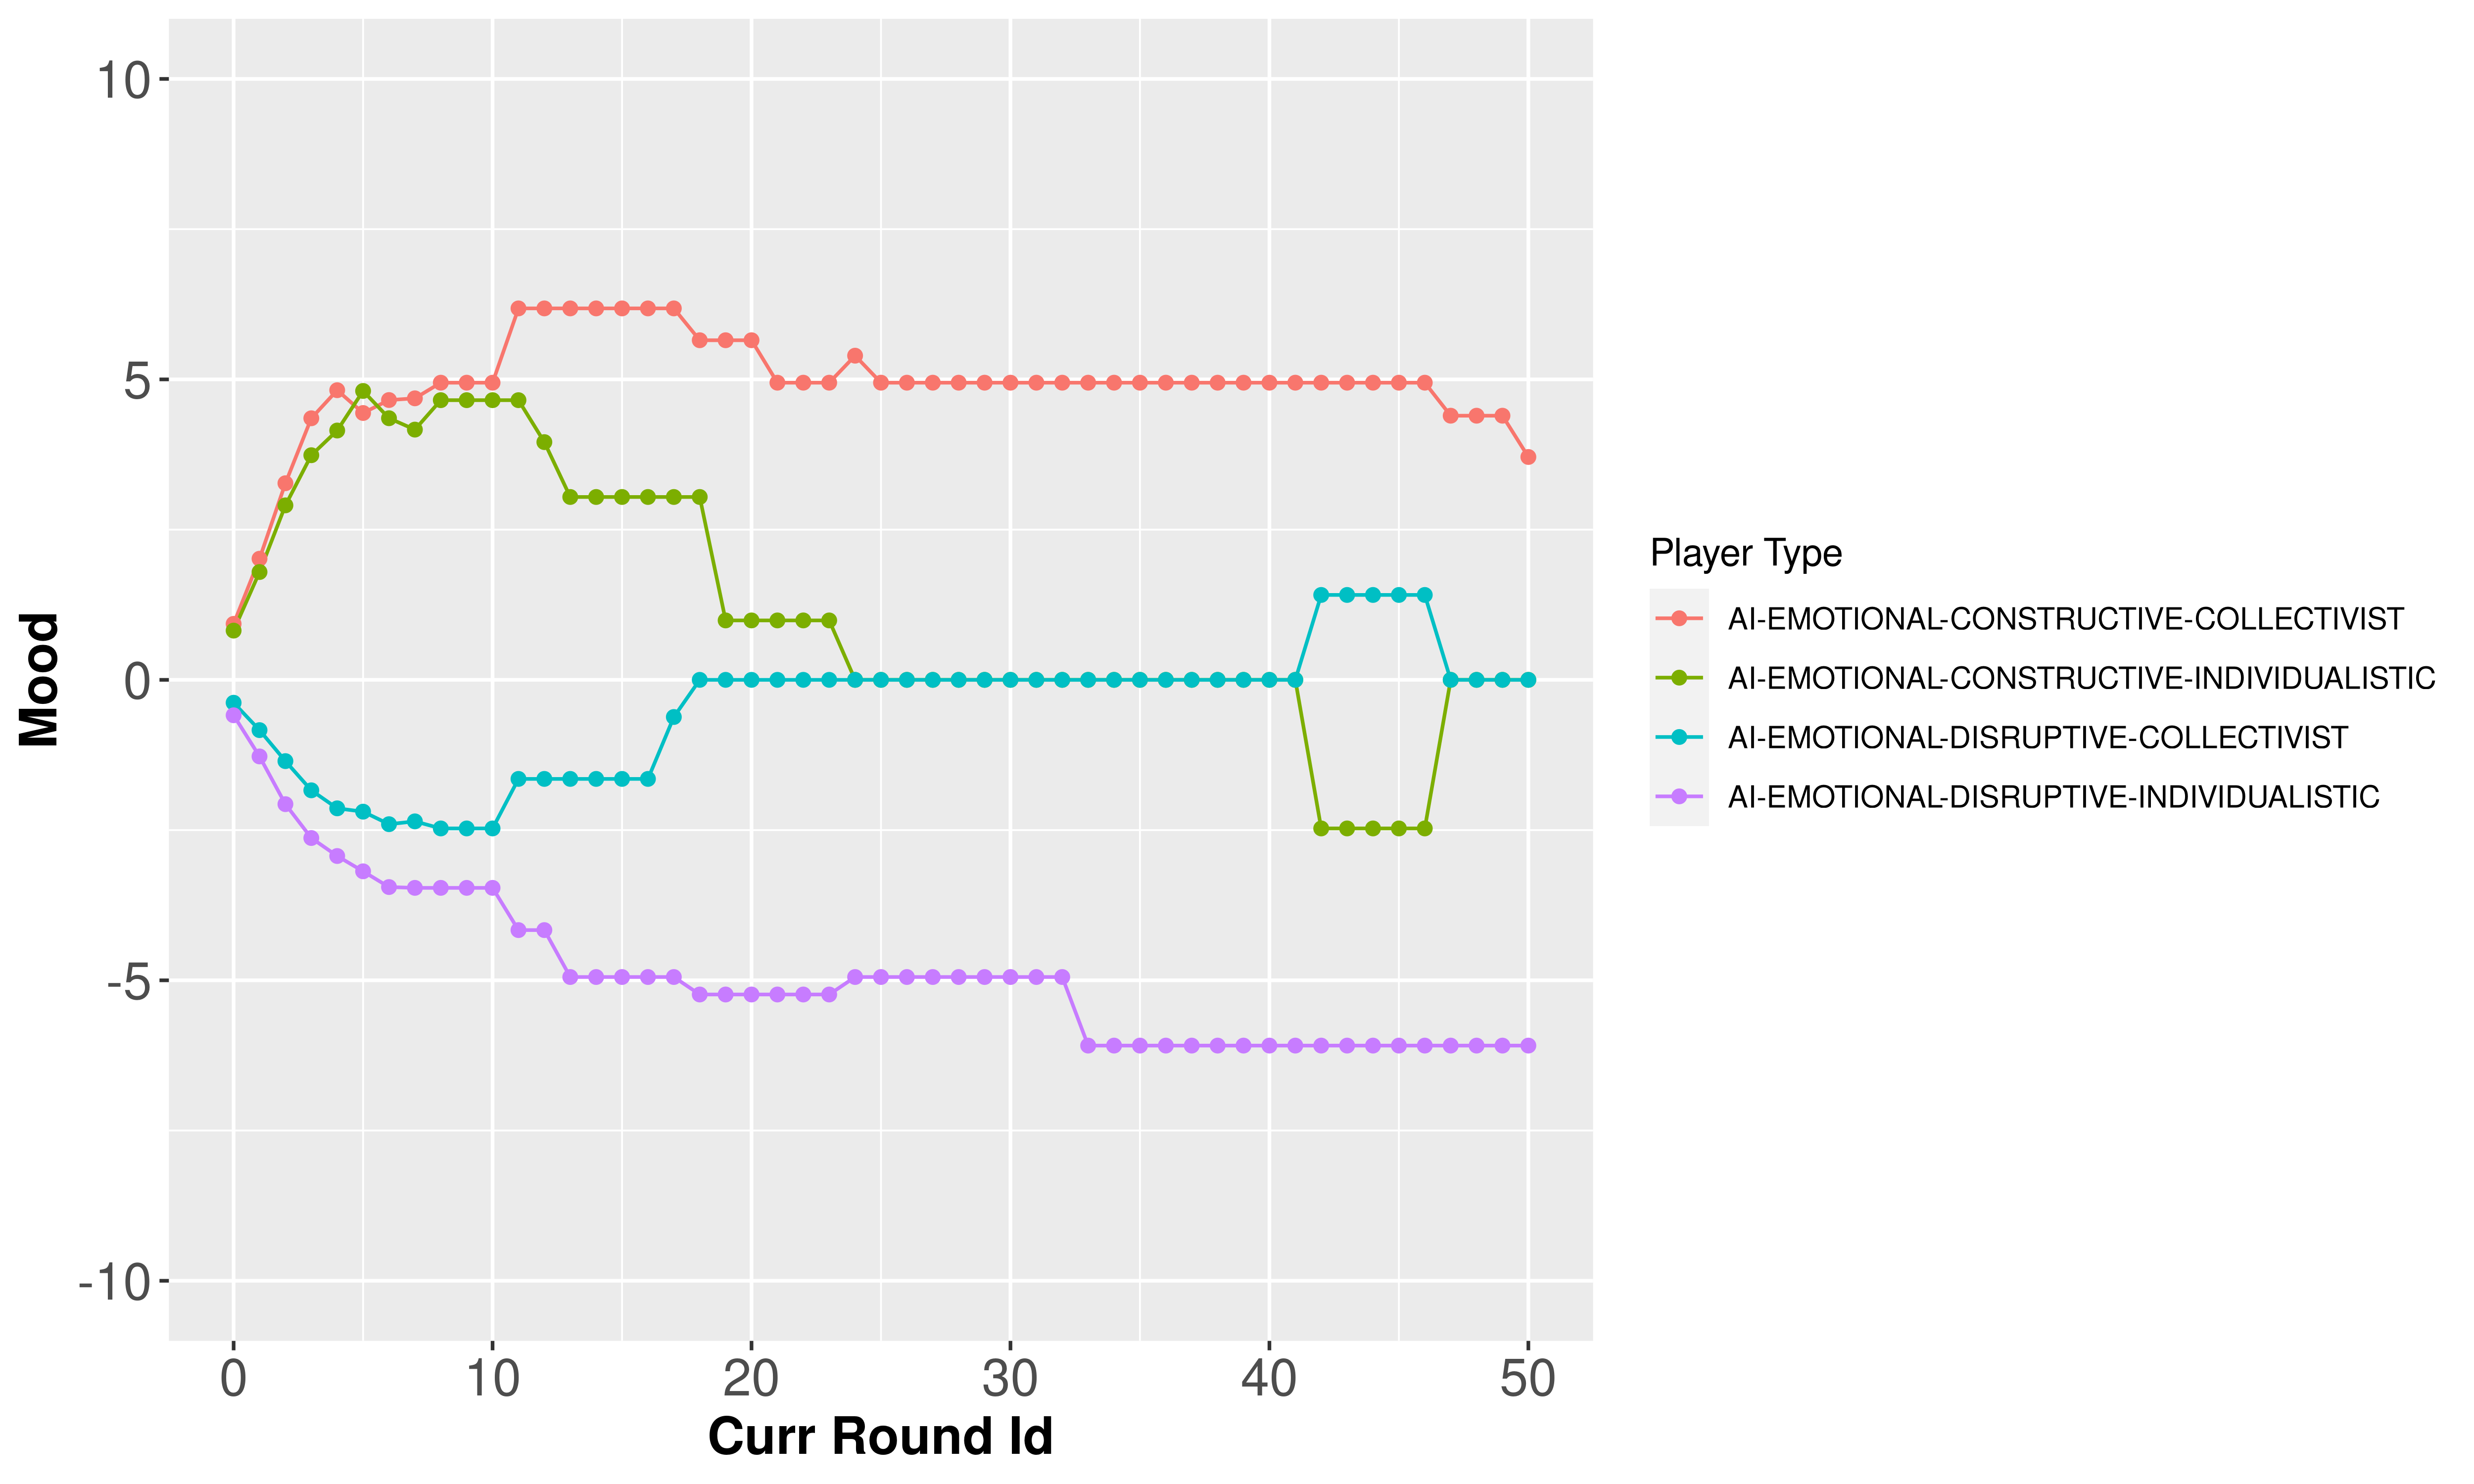 Mood
10
5
0
-5
-10
0 10 20 30 40 50
Curr Round Id
Player Type
AI-EMOTIONAL-CONSTRUCTIVE-COLLECTIVIST
AI-EMOTIONAL-CONSTRUCTIVE-INDIVIDUALISTIC
AI-EMOTIONAL-DISRUPTIVE-COLLECTIVIST
AI-EMOTIONAL-DISRUPTIVE-INDIVIDUALISTIC